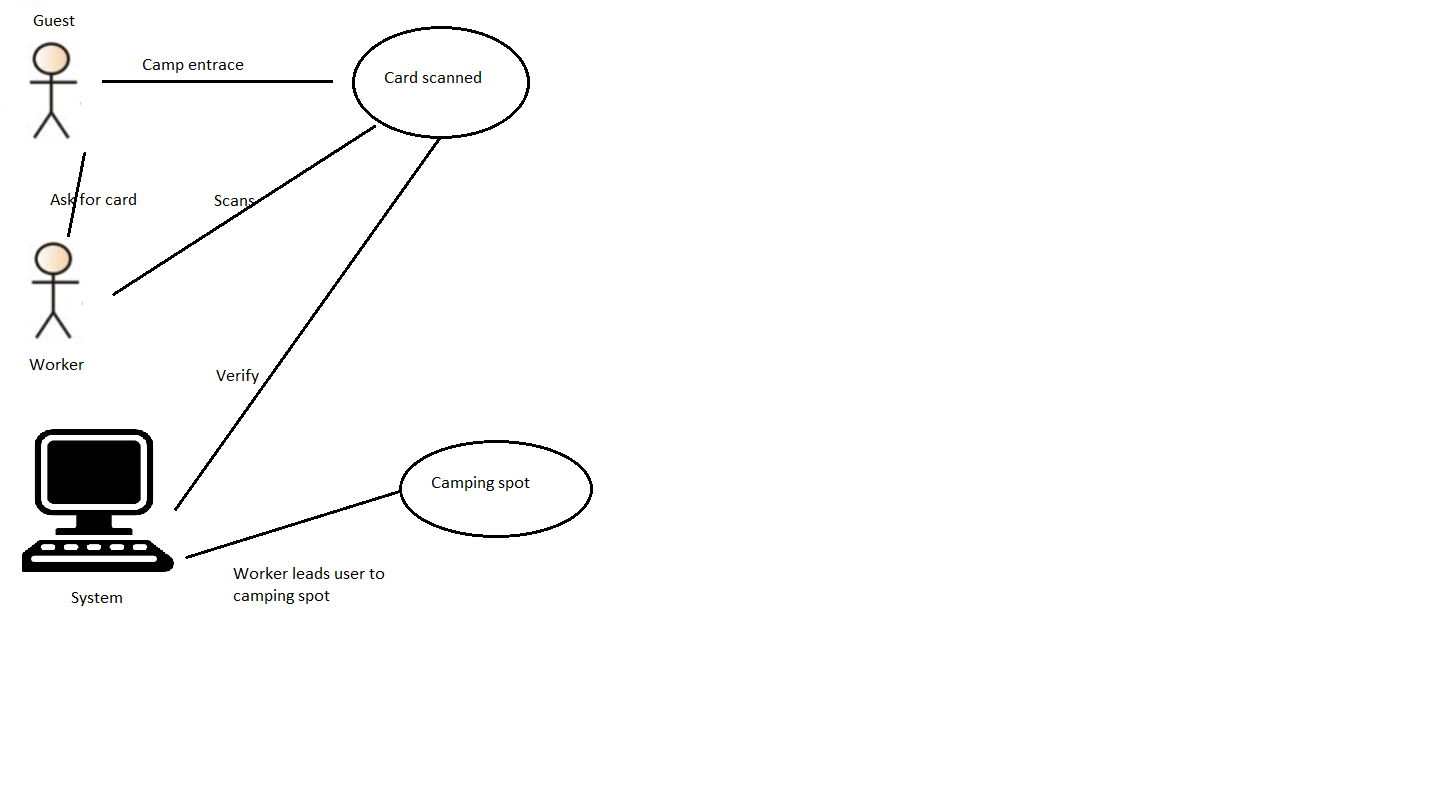 Guest
Camp entrace
Card scanned
Ask for card
Scans
Worker
Verify
Camping spot
Worker leads user to
camping spot
System